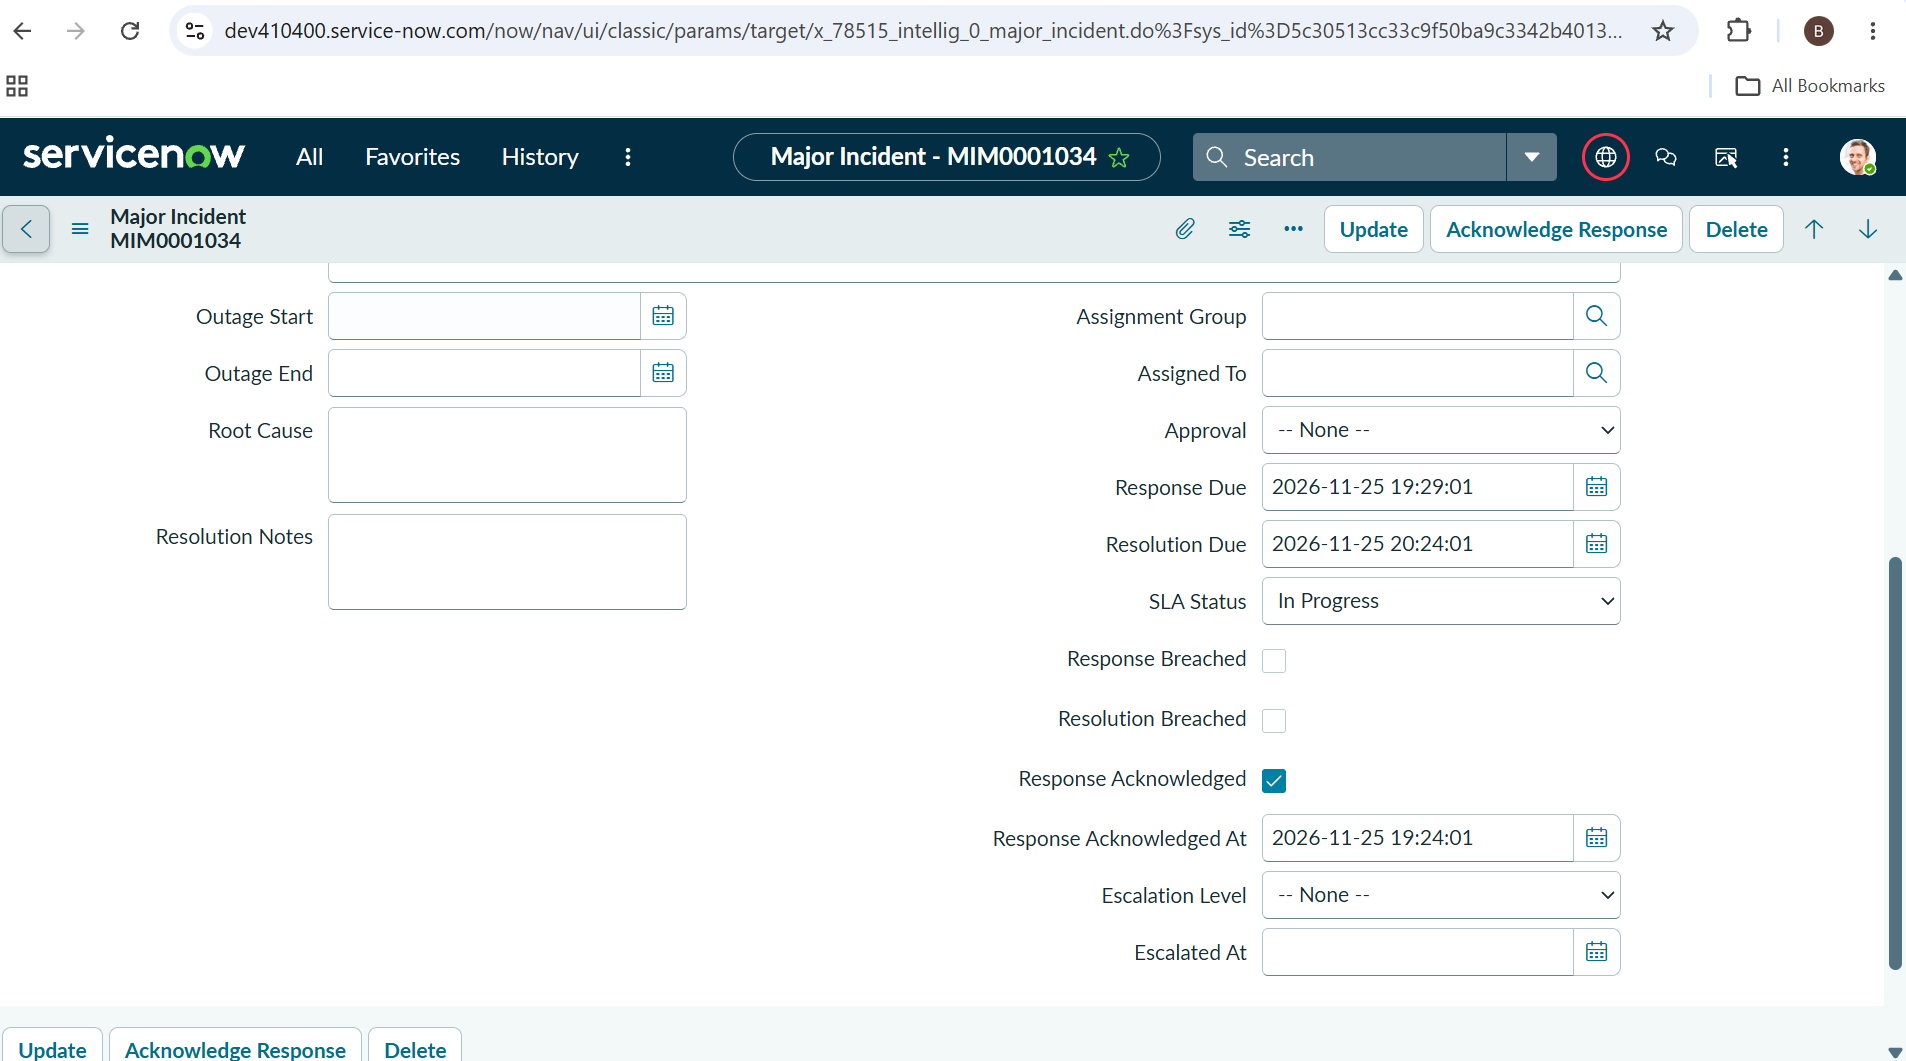 dev410400.service-now.com/now/nav/ui/classic/params/target/x_78515_intellig_0_major_incident.do%3Fsys_id%3D5c30513cc33c9f50ba9c3342b4013...
B
All Bookmarks
servicenow
All
Favorites
History
Major Incident - MIM0001034
Search
Major Incident
MIM0001034
Update
Acknowledge Response
Delete
Outage Start
Assignment Group
Outage End
Assigned To
Root Cause
Approval
-- None --
Response Due
2026-11-25 19:29:01
Resolution Notes
Resolution Due
2026-11-25 20:24:01
SLA Status
In Progress
Response Breached
Resolution Breached
Response Acknowledged
Response Acknowledged At
2026-11-25 19:24:01
Escalation Level
-- None --
Escalated At
Update
Acknowledge Response
Delete